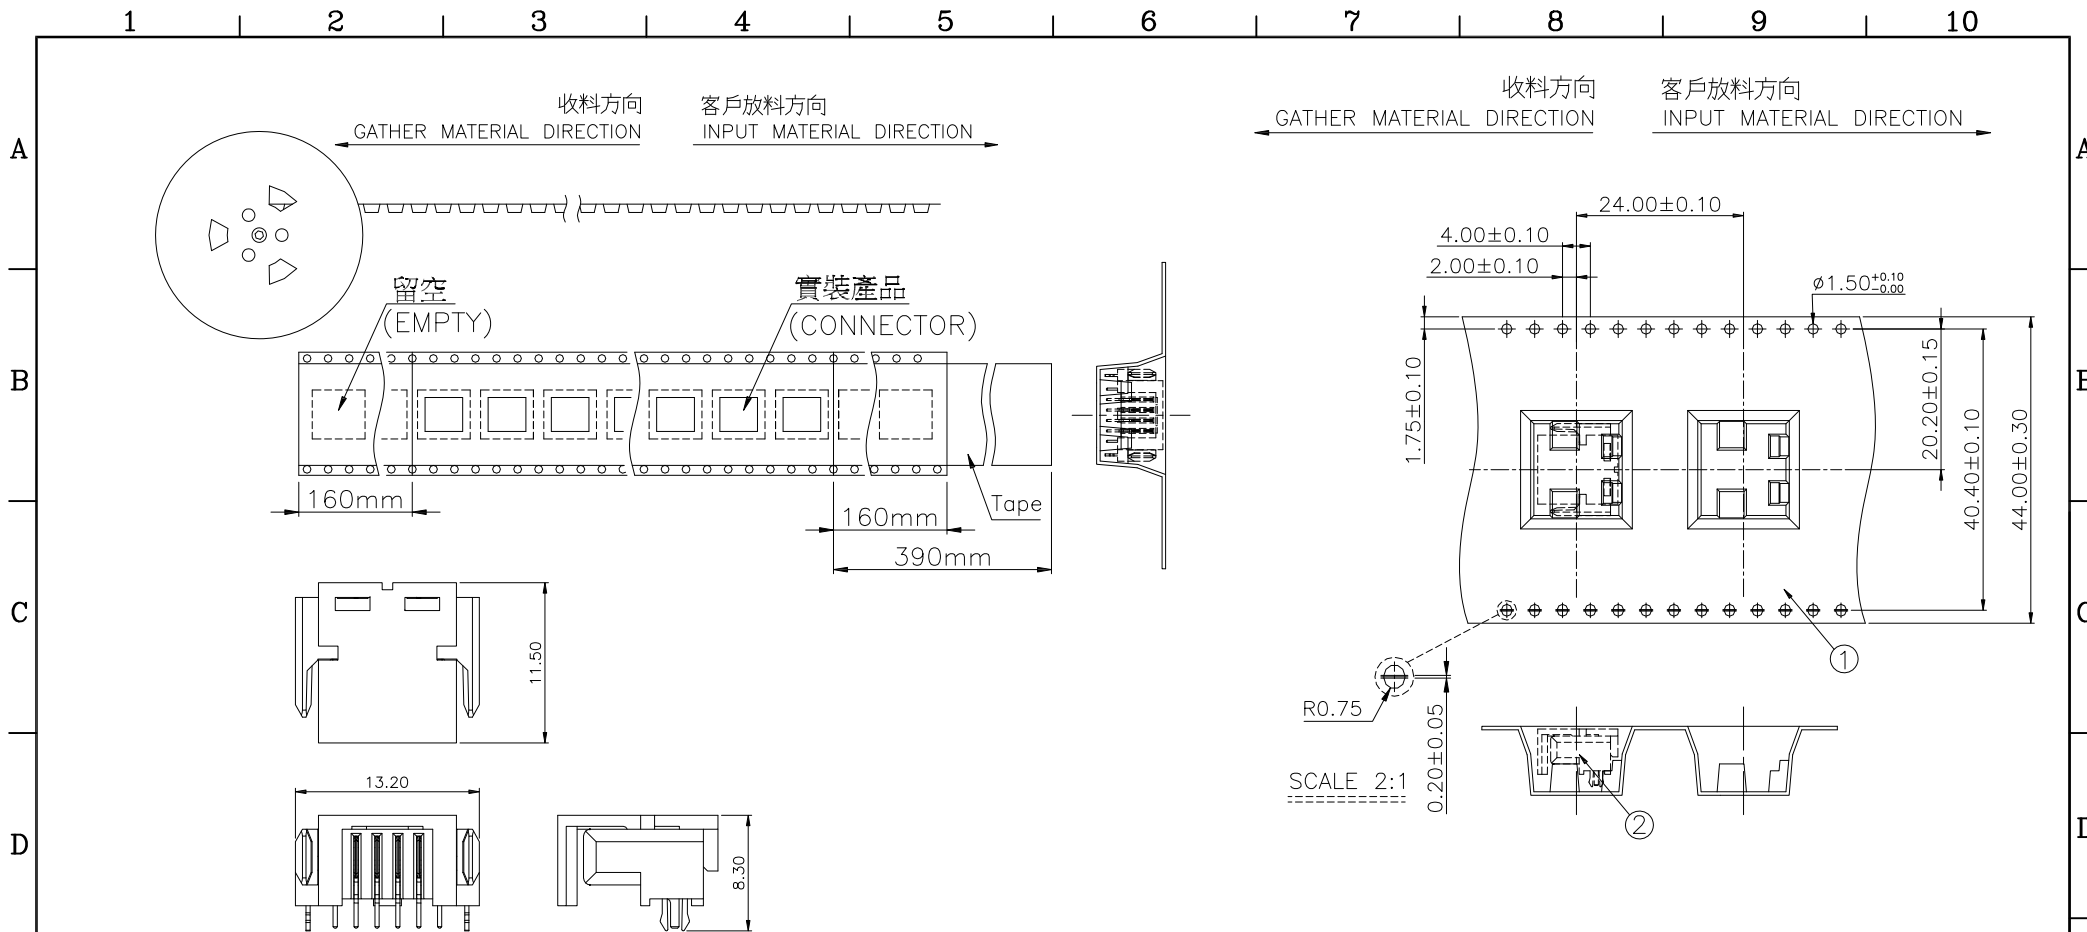 1 2 3 4 5 6 7 8 9 10
A
B
C
D
收料方向
GATHER MATERIAL DIRECTION
客戶放料方向
INPUT MATERIAL DIRECTION
留空
(EMPTY)
實裝產品
(CONNECTOR)
160mm
160mm
390mm
Tape
11.50
13.20
8.30
收料方向
GATHER MATERIAL DIRECTION
客戶放料方向
INPUT MATERIAL DIRECTION
24.00±0.10
4.00±0.10
2.00±0.10
ø1.50+0.10-0.00
1.75±0.10
20.20±0.15
40.40±0.10
44.00±0.30
①
R0.75
0.20±0.05
SCALE 2:1
②
A